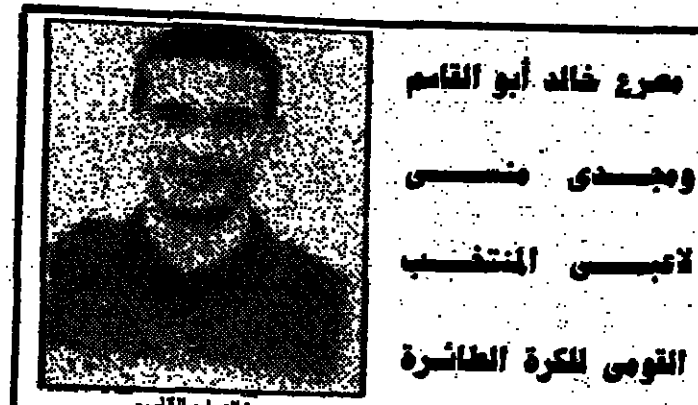 مصرع خالد أبو القاسم
ومجدى منسى
لاعبى المنتخب
القومى للكرة الطائرة